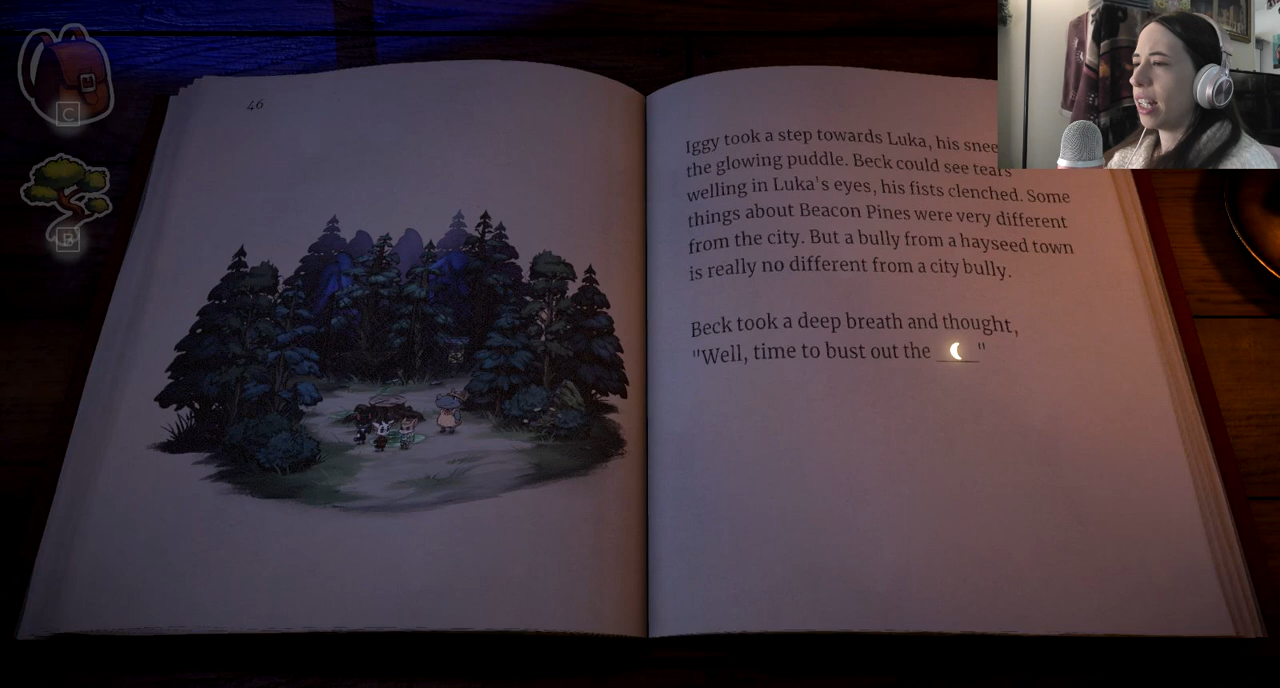 46
Iggy took a step towards Luka, his
the glowing puddle. Beck could see tears
welling in Luka's eyes, his fists clenched. Some
things about Beacon Pines were very different
from the city. But a bully from a hayseed town
is really no different from a city bully.
Beck took a deep breath and thought,
"Well, time to bust out the ____"
C
B